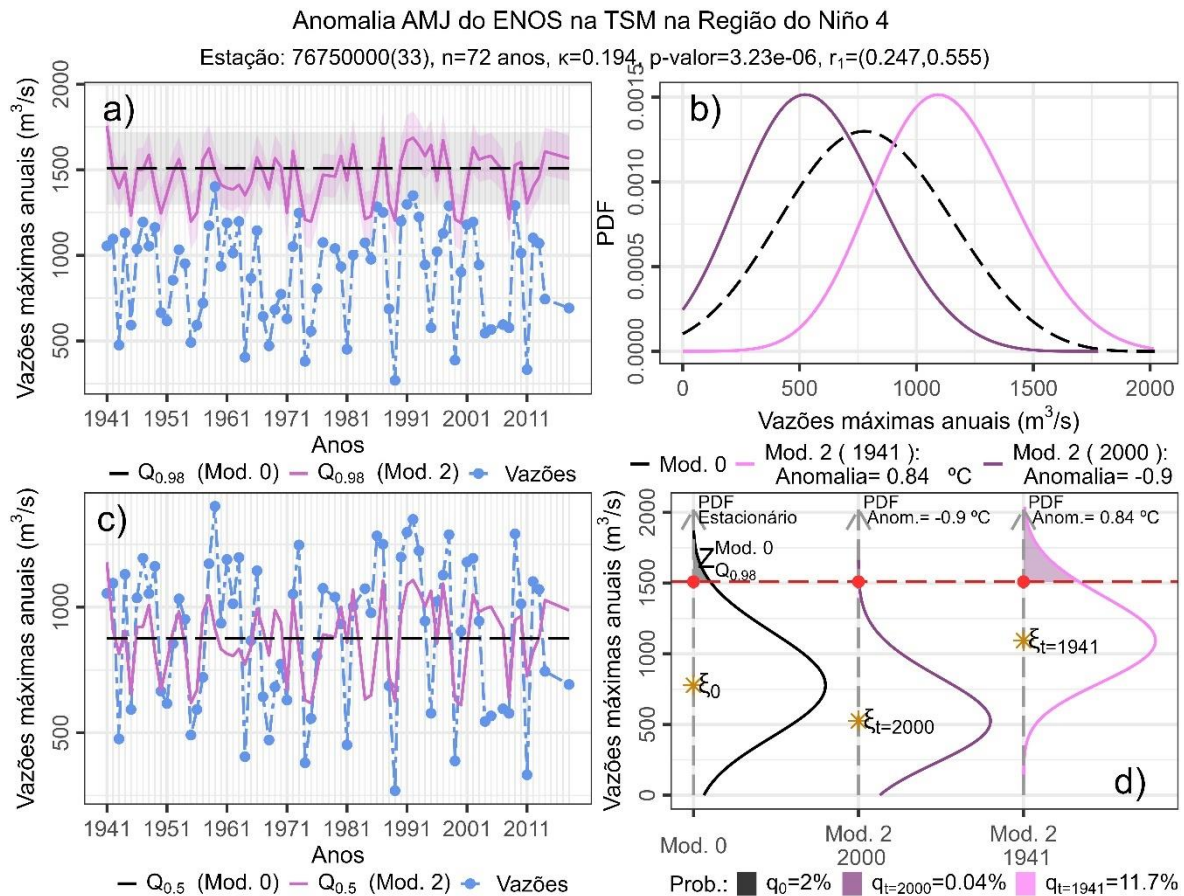 Anomalia AMJ do ENOS na TSM na Região do Niño 4
Estação: 76750000(33), n=72 anos, κ=0.194, p-valor=3.23e-06, r₁=(0.247,0.555)
a)
Vazões máximas anuais (m³/s)
2000
1500
1000
500
1941 1951 1961 1971 1981 1991 2001 2011
Anos
Q₀.₉₈ (Mod. 0) Q₀.₉₈ (Mod. 2) Vazões
b)
PDF
0.0015
0.0010
0.0005
0.0000
0 500 1000 1500 2000
Vazões máximas anuais (m³/s)
Mod. 0 Mod. 2 ( 1941 ): Mod. 2 ( 2000 ):
Anomalia= 0.84 ºC Anomalia= -0.9
c)
Vazões máximas anuais (m³/s)
1000
500
1941 1951 1961 1971 1981 1991 2001 2011
Anos
Q₀.₅ (Mod. 0) Q₀.₅ (Mod. 2) Vazões
d)
Vazões máximas anuais (m³/s)
2000
1500
1000
500
0
PDF
Estacionário
PDF
Anom.= -0.9 ºC
PDF
Anom.= 0.84 ºC
Mod. 0
Q₀.₉₈
ξ₀
ξt=2000
ξt=1941
Mod. 0
Mod. 2
2000
Mod. 2
1941
Prob.: q₀=2% qt=2000=0.04% qt=1941=11.7%